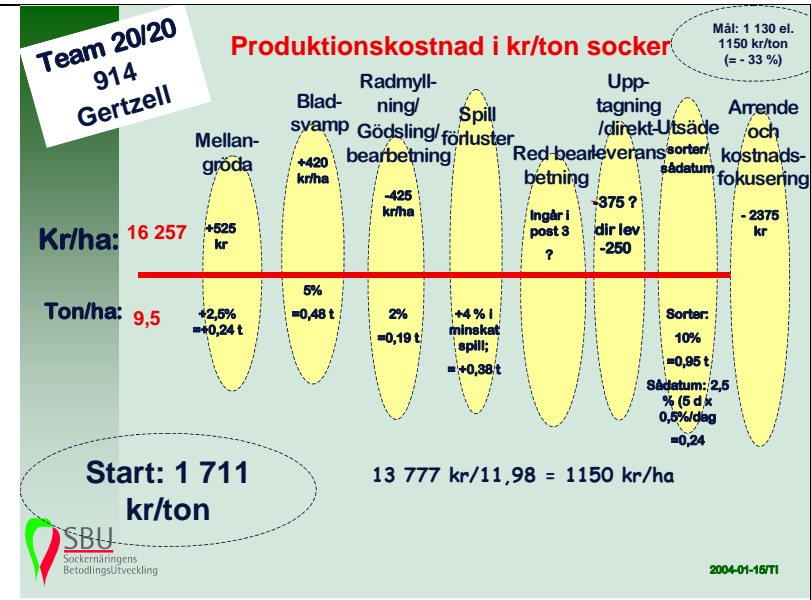 Team 20/20
914
Gertzell
Produktionskostnad i kr/ton socker
Mål: 1 130 el.
1150 kr/ton
(= - 33 %)
Mellan-
gröda
Blad-
svamp
Radmyll-
ning/
Gödsling/
bearbetning
Spill
förluster
Red bear-
betning
Upp-
tagning
/direkt-
leverans
Utsäde
sorter/
sådatum
Arrende
och
kostnads-
fokusering
Kr/ha:
16 257
+525
kr
+420
kr/ha
-425
kr/ha
Ingår i
post 3
?
-375 ?
dir lev
-250
- 2375
kr
Ton/ha:
9,5
+2,5%
=+0,24 t
5%
=0,48 t
2%
=0,19 t
+4 % i
minskat
spill;
= +0,38 t
Sorter:
10%
=0,95 t
Sådatum: 2,5
% (5 d x
0,5%/dag
=0,24
Start: 1 711
kr/ton
13 777 kr/11,98 = 1150 kr/ha
SBU
Sockernäringens
BetodlingsUtveckling
2004-01-15/TI